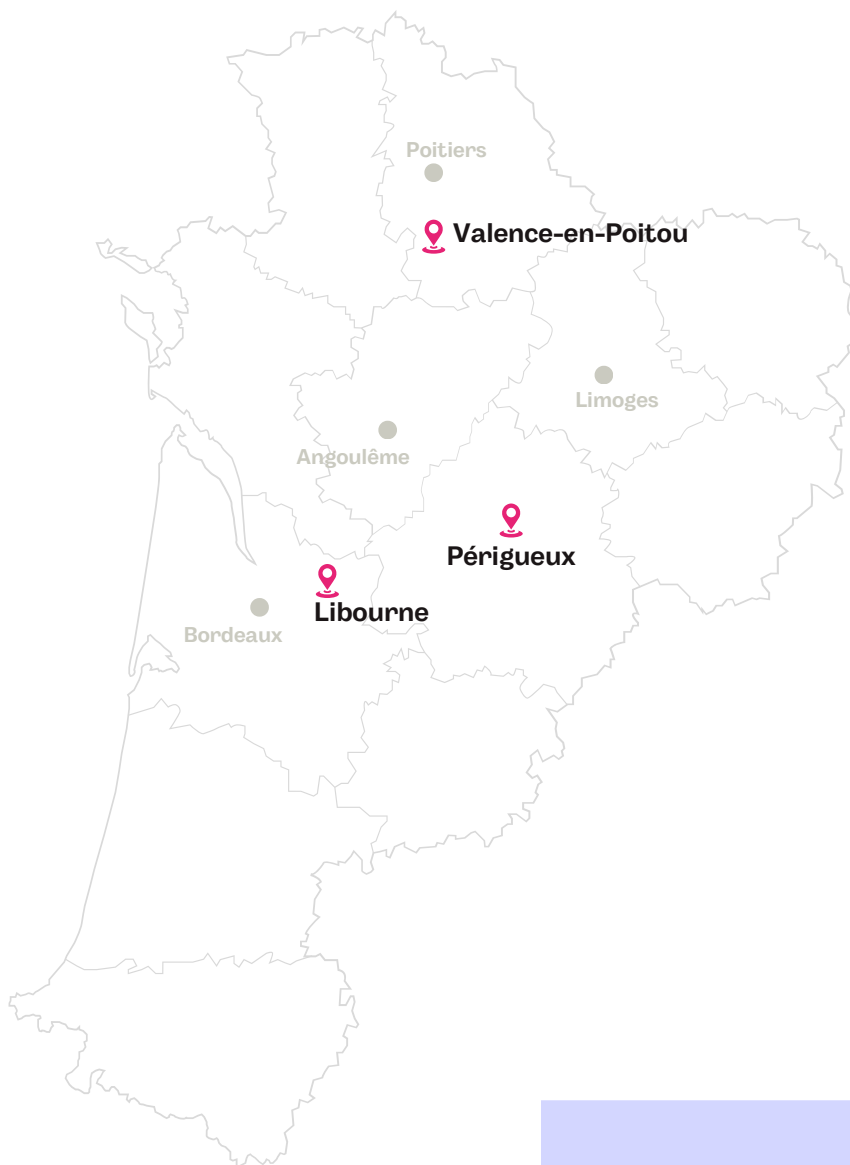 Poitiers
Valence-en-Poitou
Limoges
Angoulême
Périgueux
Libourne
Bordeaux